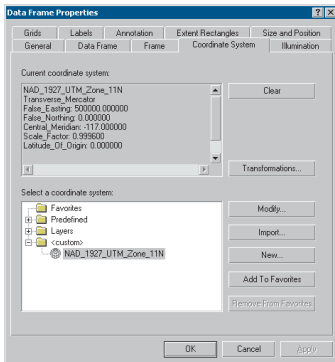 Data Frame Properties
Grids Labels Annotation Extent Rectangles Size and Position
General Data Frame Frame Coordinate System Illumination
Current coordinate system:
NAD_1927_UTM_Zone_11N
Transverse_Mercator
False_Easting: 500000.000000
False_Northing: 0.000000
Central_Meridian: -117.000000
Scale_Factor: 0.999600
Latitude_Of_Origin: 0.000000
Clear
Transformations...
Select a coordinate system:
Favorites
Predefined
Layers
<custom>
NAD_1927_UTM_Zone_11N
Modify...
Import...
New...
Add To Favorites
Remove From Favorites
OK Cancel Apply